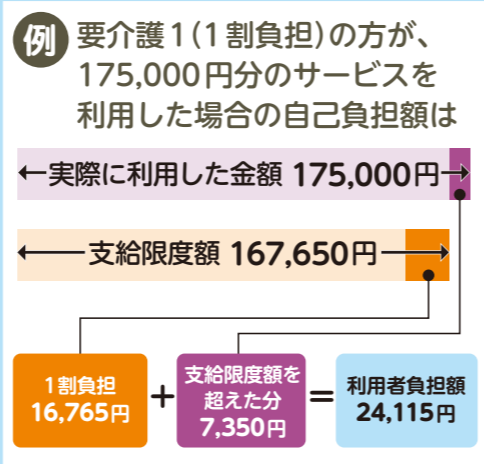 例 要介護1(1割負担)の方が、
175,000円分のサービスを
利用した場合の自己負担額は
実際に利用した金額 175,000円
支給限度額 167,650円
1割負担
16,765円
+
支給限度額を
超えた分
7,350円
=
利用者負担額
24,115円